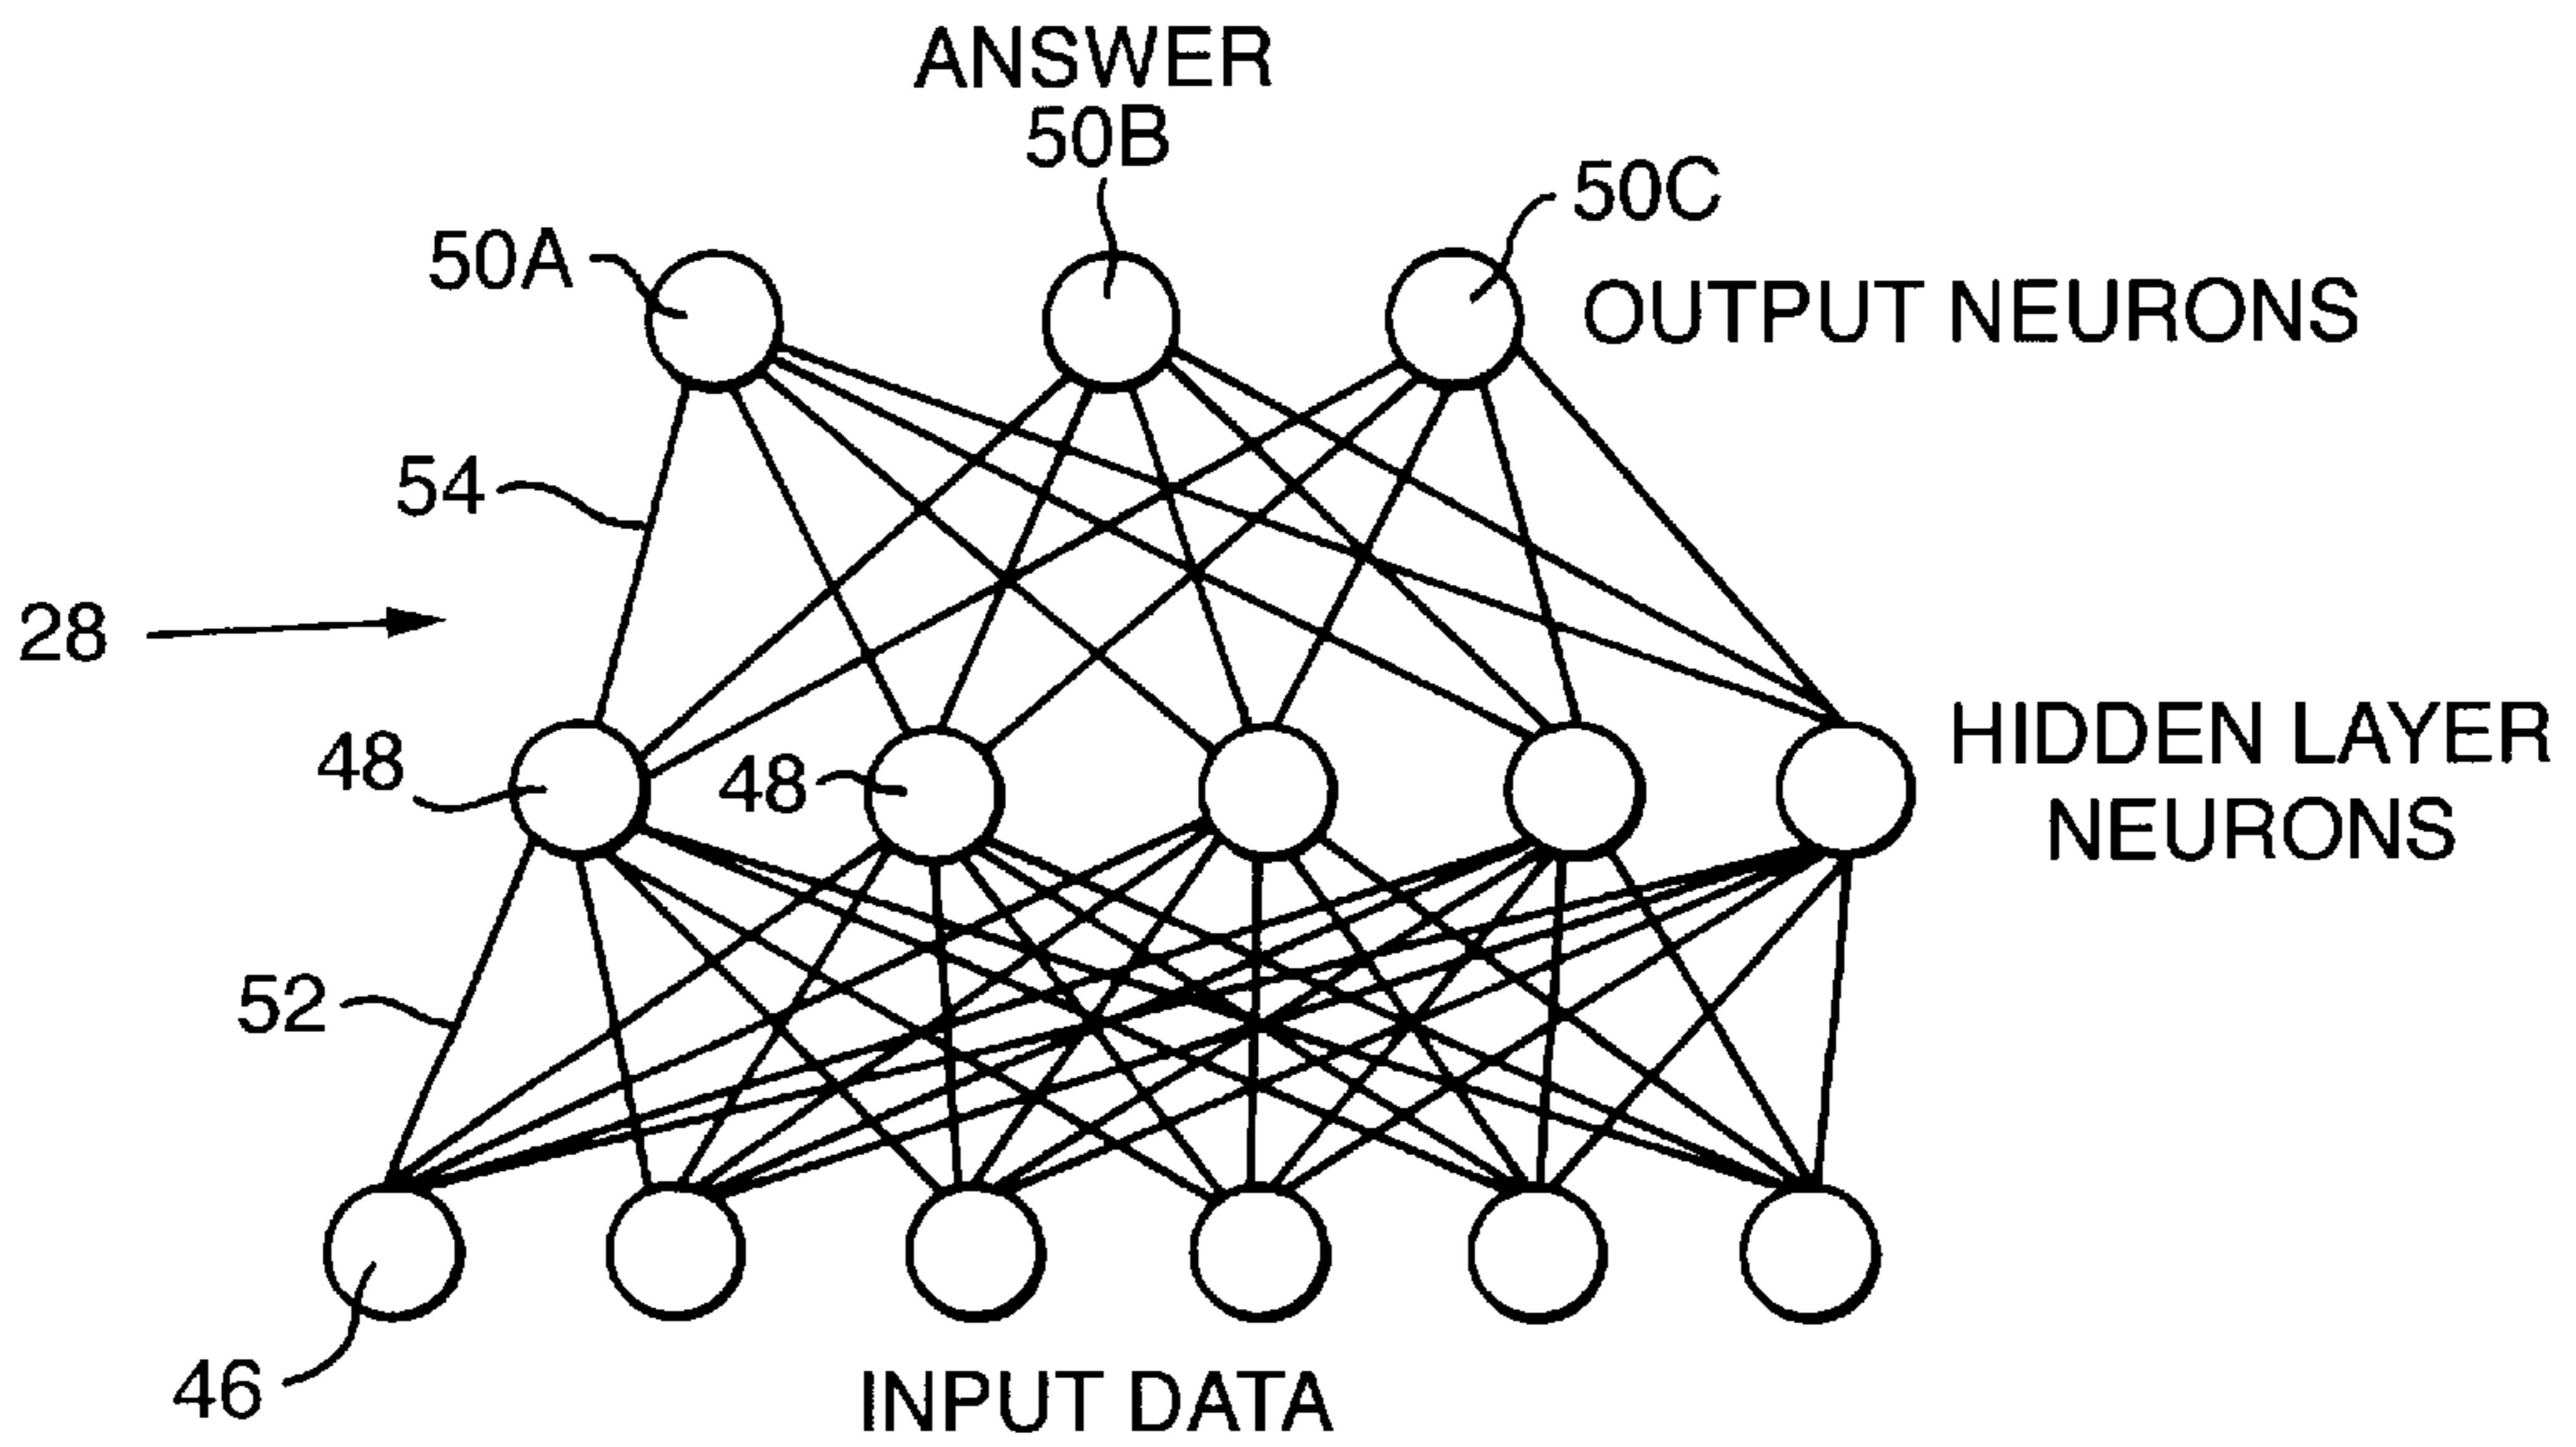 ANSWER
50B
50C
50A
OUTPUT NEURONS
54
28
48
48
HIDDEN LAYER
NEURONS
52
46
INPUT DATA